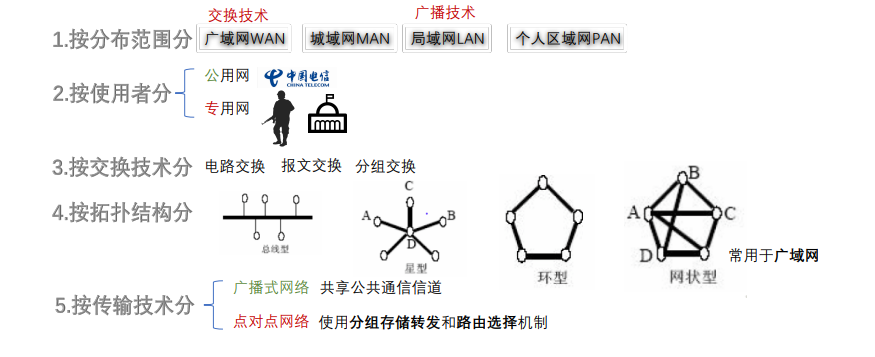 交换技术
广播技术
1.按分布范围分
广域网WAN
城域网MAN
局域网LAN
个人区域网PAN
2.按使用者分
公用网
中国电信
CHINA TELECOM
专用网
3.按交换技术分
电路交换
报文交换
分组交换
4.按拓扑结构分
总线型
C
A
B
D
星型
环型
B
A
C
D
网状型
常用于广域网
5.按传输技术分
广播式网络 共享公共通信信道
点对点网络 使用分组存储转发和路由选择机制